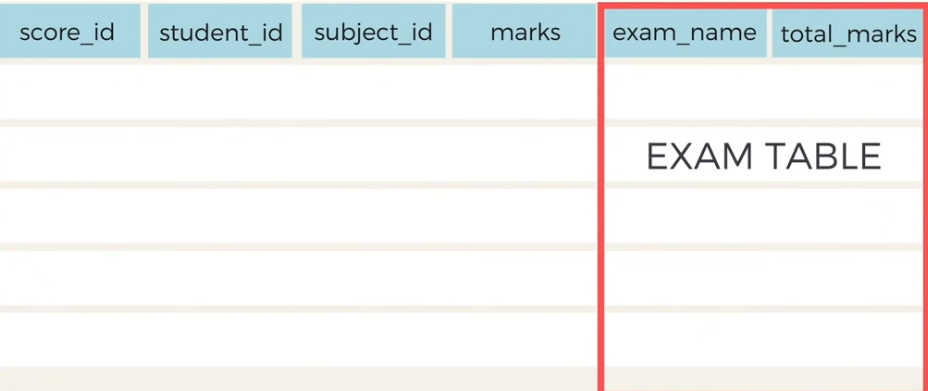 score_id student_id subject_id marks exam_name total_marks
EXAM TABLE